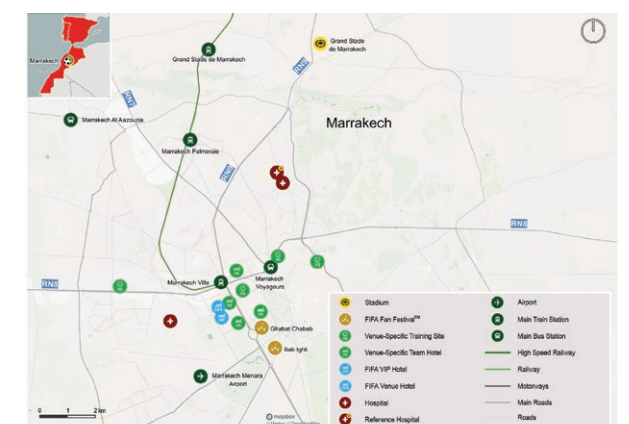 Marrakech
Grand Stade de Marrakech
Grand Stade
de Marrakech
RN9
RN7
Marrakech
Marrakech Al Aazouzia
Marrakech Palmeraie
RN9
RN8
RN8
Marrakech Ville
Marrakech
Voyageurs
Ghabat Chabab
Bab Ighli
Marrakech Menara
Airport
Stadium
FIFA Fan Festival™
Venue-Specific Training Site
Venue-Specific Team Hotel
FIFA VIP Hotel
FIFA Venue Hotel
Hospital
Reference Hospital
Airport
Main Train Station
Main Bus Station
High Speed Railway
Railway
Motorways
Main Roads
Roads
0 1 2 km
mapbox